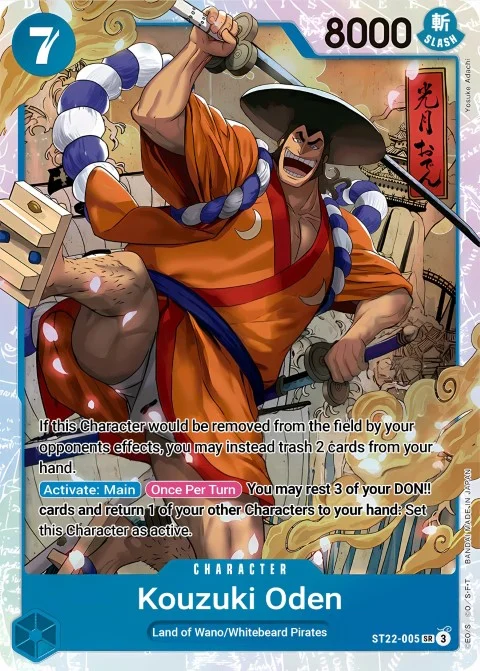 7
8000
斬
SLASH
Yosuke Adachi
光月おでん
If this Character would be removed from the field by your
opponents effects, you may instead trash 2 cards from your
hand.
Activate: Main Once Per Turn You may rest 3 of your DON!!
cards and return 1 of your other Characters to your hand: Set
this Character as active.
CHARACTER
Kouzuki Oden
Land of Wano/Whitebeard Pirates
ST22-005 SR 3
©E.O/S. ©O/S·F·T BANDAI MADE IN JAPAN